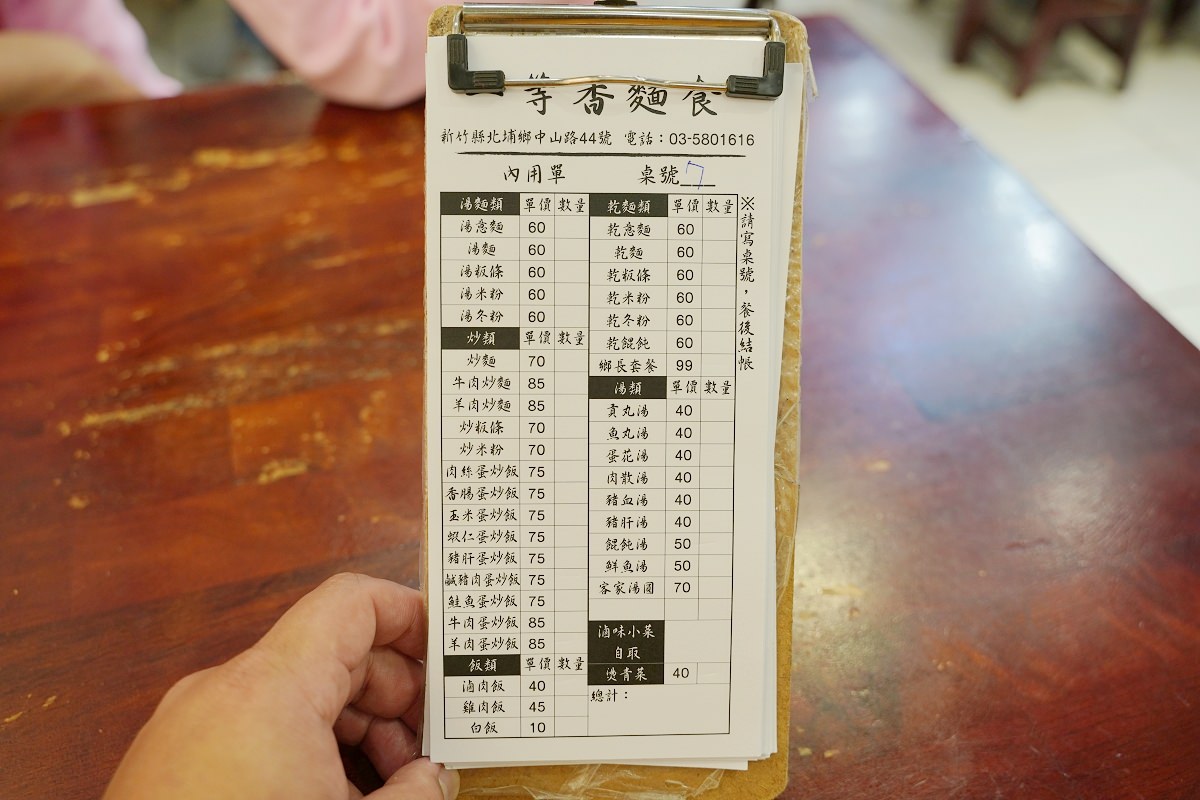 等香麵食
新竹縣北埔鄉中山路44號 電話：03-5801616
內用單 桌號 7
湯麵類 單價 數量
湯意麵 60
湯麵 60
湯粄條 60
湯米粉 60
湯冬粉 60
炒類 單價 數量
炒麵 70
牛肉炒麵 85
羊肉炒麵 85
炒粄條 70
炒米粉 70
肉絲蛋炒飯 75
香腸蛋炒飯 75
玉米蛋炒飯 75
蝦仁蛋炒飯 75
豬肝蛋炒飯 75
鹹豬肉蛋炒飯 75
鮭魚蛋炒飯 75
牛肉蛋炒飯 85
羊肉蛋炒飯 85
飯類 單價 數量
滷肉飯 40
雞肉飯 45
白飯 10
乾麵類 單價 數量
乾意麵 60
乾麵 60
乾粄條 60
乾米粉 60
乾冬粉 60
乾餛飩 60
鄉長套餐 99
湯類 單價 數量
貢丸湯 40
魚丸湯 40
蛋花湯 40
肉散湯 40
豬血湯 40
豬肝湯 40
餛飩湯 50
鮮魚湯 50
客家湯圓 70
滷味小菜
自取
燙青菜 40
總計：
※請寫桌號，餐後結帳